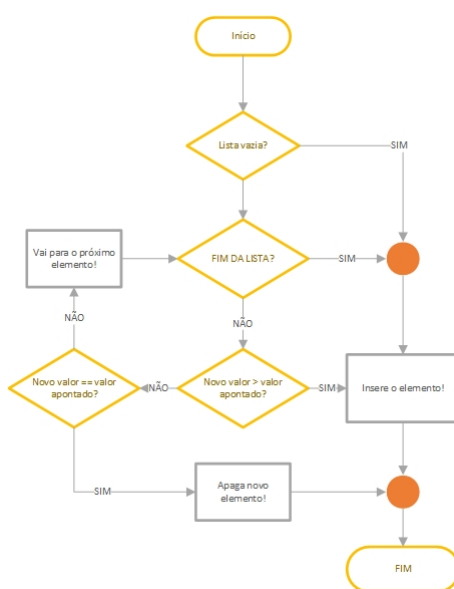 Início
Lista vazia?
SIM
Vai para o próximo
elemento!
FIM DA LISTA?
SIM
NÃO
NÃO
Novo valor == valor
apontado?
NÃO
Novo valor > valor
apontado?
SIM
Insere o elemento!
SIM
Apaga novo
elemento!
FIM